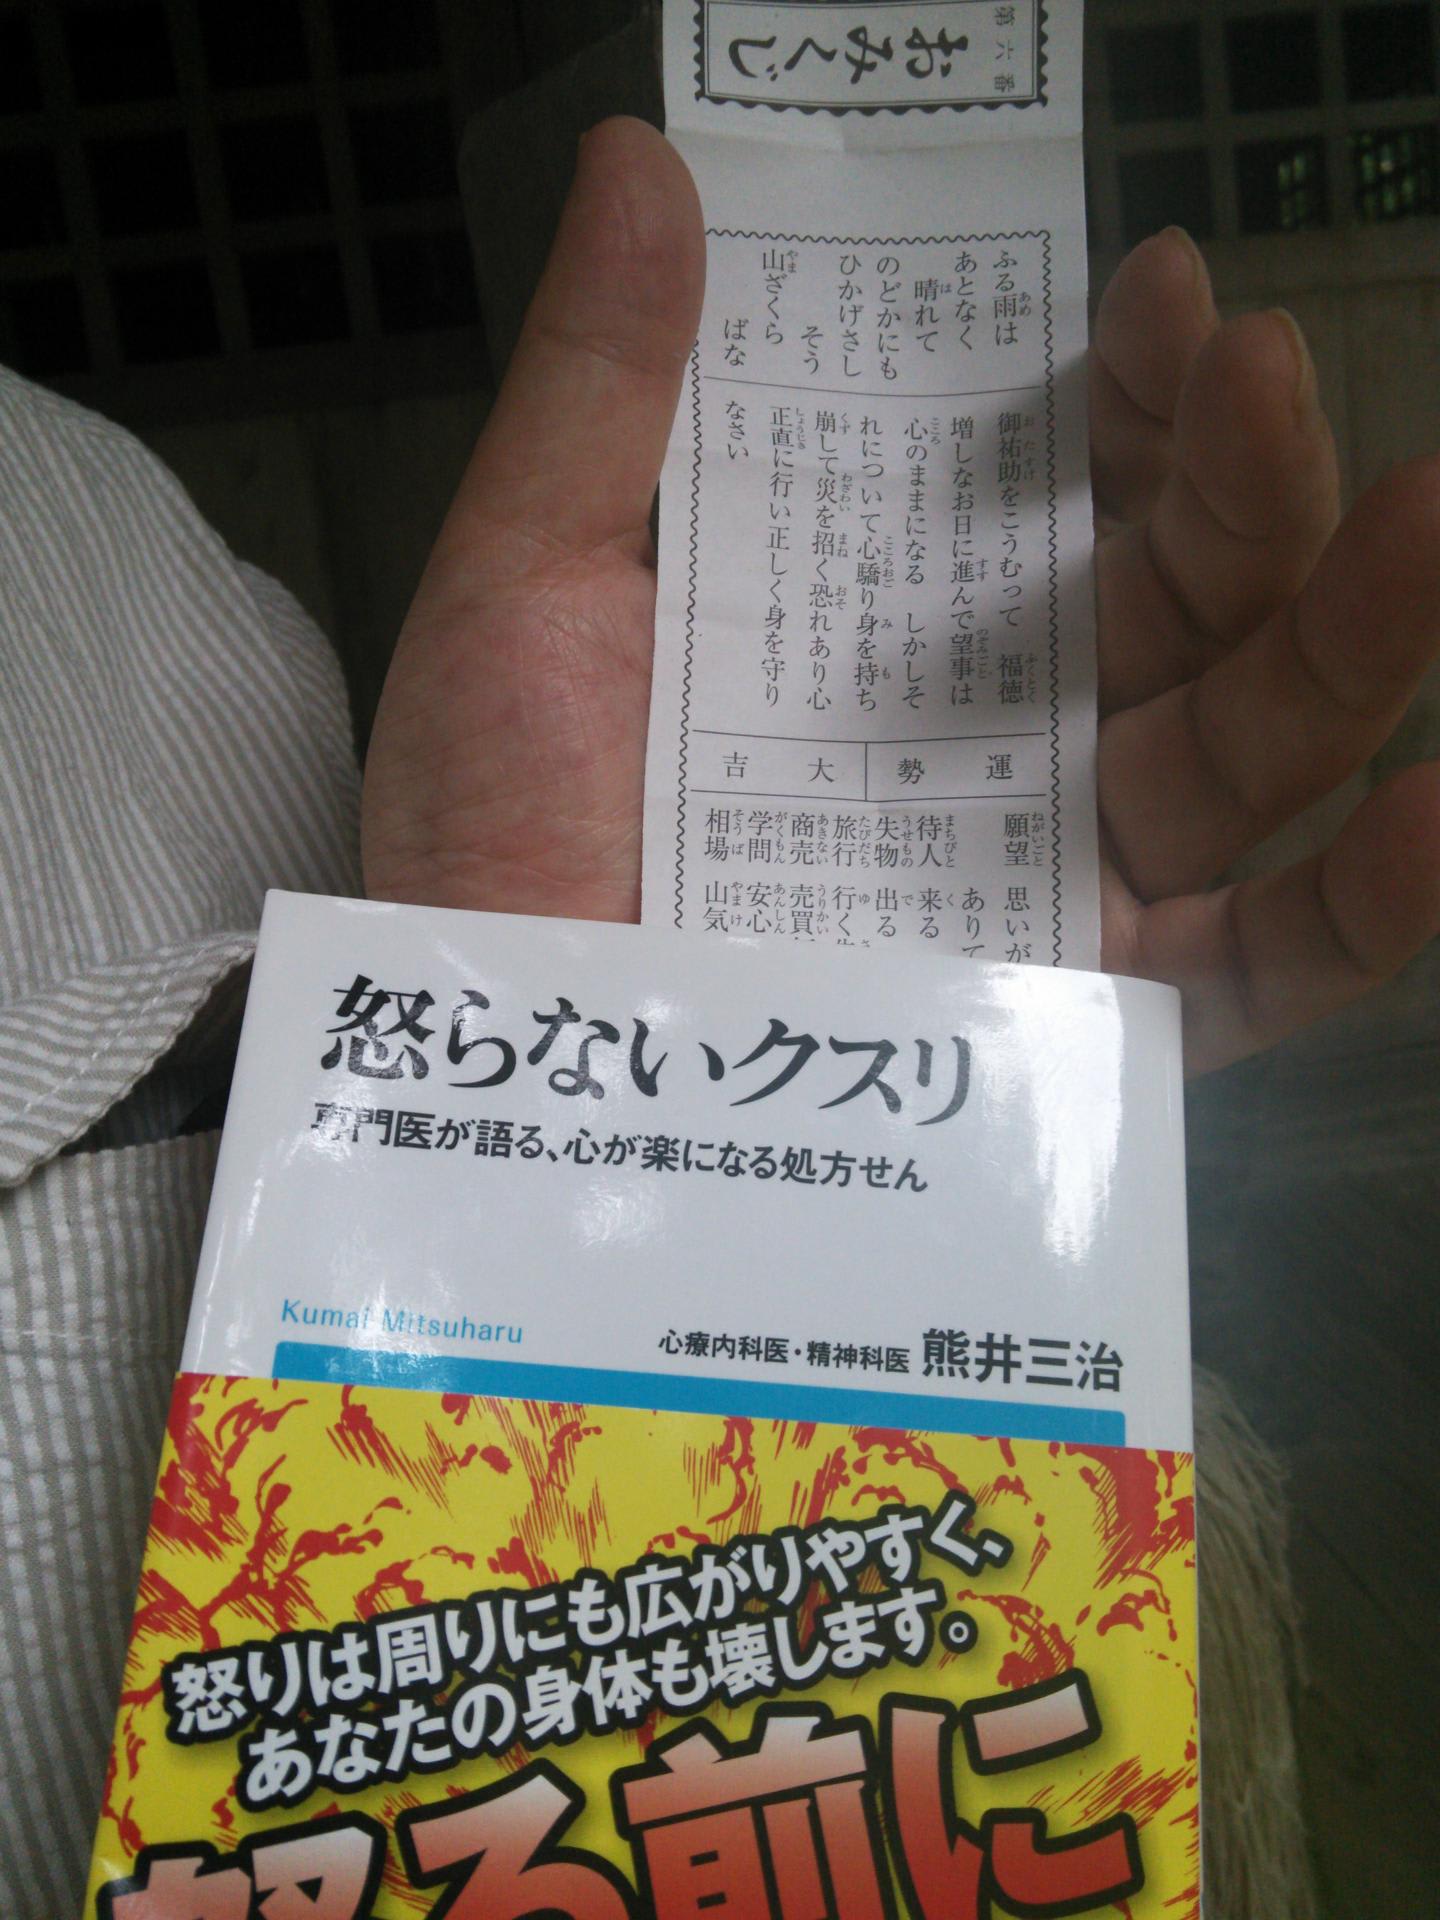 第六番
おみくじ
ふる雨は
あとなく
晴れて
のどかにも
ひかげさし
そう
山ざくら
ばな
御祐助をこうむって 福徳
増しなお日に進んで望事は
心のままになる しかしそ
れについて心驕り身を持ち
崩して災を招く恐れあり心
正直に行い正しく身を守り
なさい
運勢 大吉
願望 思いが
ありて
待人 来る
失物 出る
旅行 行く
商売 売買
学問 安心
相場 山気
怒らないクスリ
専門医が語る、心が楽になる処方せん
Kumai Mitsuharu
心療内科医・精神科医 熊井三治
怒りは周りにも広がりやすく、
あなたの身体も壊します。
怒る前に